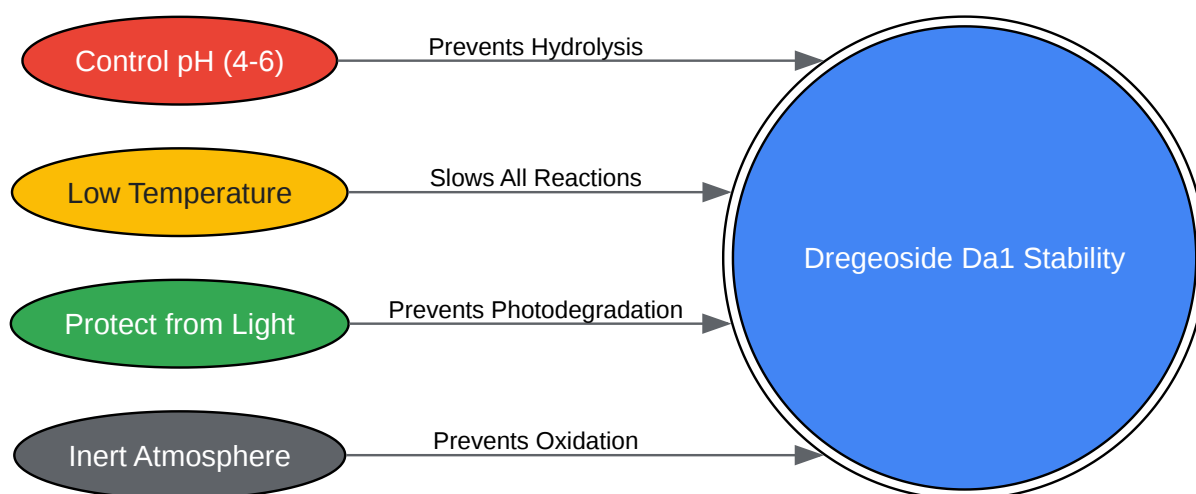 Control pH (4-6)
Prevents Hydrolysis
Low Temperature
Slows All Reactions
Dregeoside Da1 Stability
Protect from Light
Prevents Photodegradation
Inert Atmosphere
Prevents Oxidation